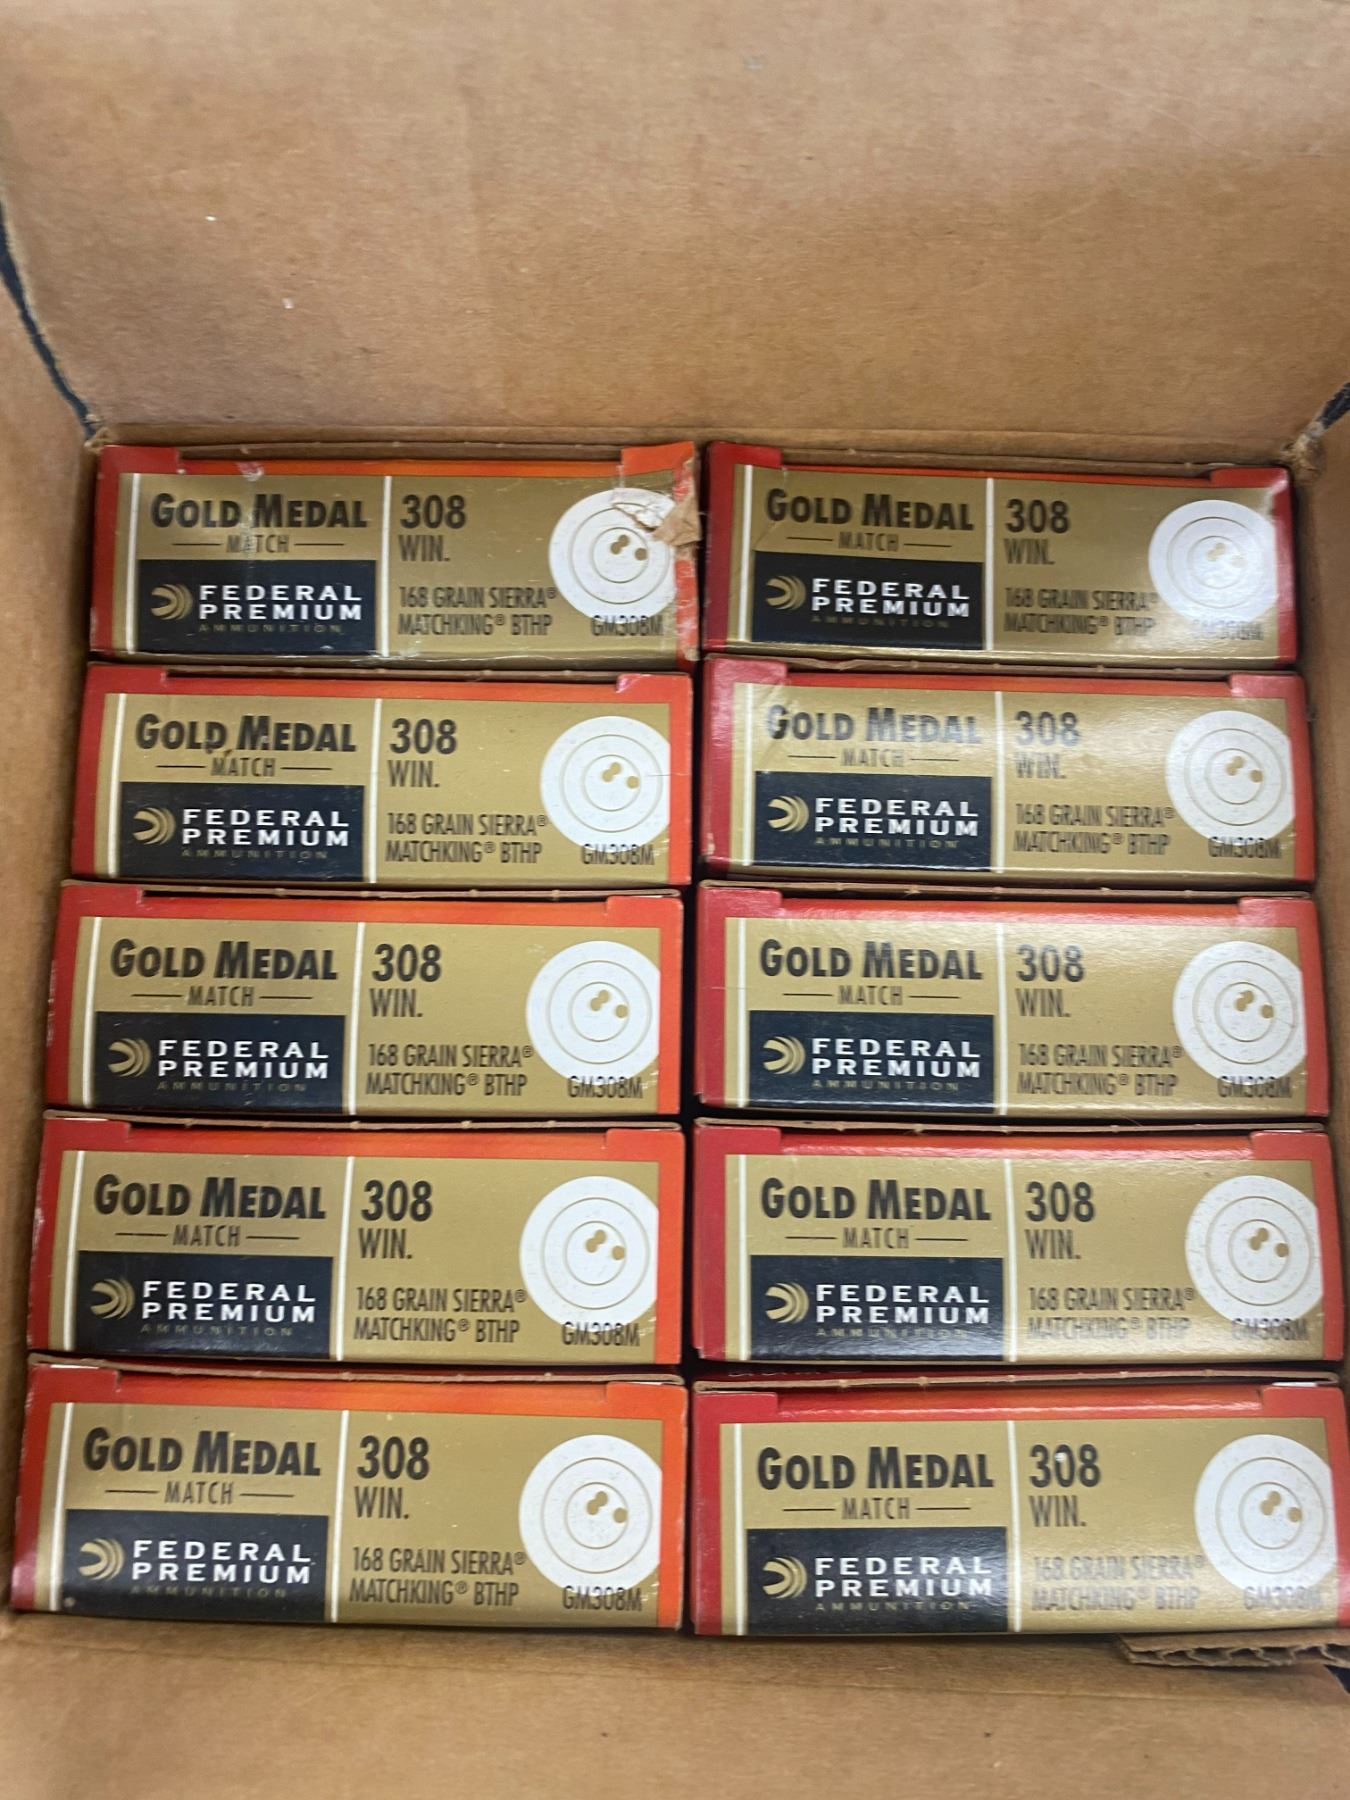 GOLD MEDAL
MATCH
FEDERAL
PREMIUM
AMMUNITION
308
WIN.
168 GRAIN SIERRA®
MATCHKING® BTHP
GM308M
GOLD MEDAL
MATCH
FEDERAL
PREMIUM
AMMUNITION
308
WIN.
168 GRAIN SIERRA®
MATCHKING® BTHP
GM308M
GOLD MEDAL
MATCH
FEDERAL
PREMIUM
AMMUNITION
308
WIN.
168 GRAIN SIERRA®
MATCHKING® BTHP
GM308M
GOLD MEDAL
MATCH
FEDERAL
PREMIUM
AMMUNITION
308
WIN.
168 GRAIN SIERRA®
MATCHKING® BTHP
GM308M
GOLD MEDAL
MATCH
FEDERAL
PREMIUM
AMMUNITION
308
WIN.
168 GRAIN SIERRA®
MATCHKING® BTHP
GM308M
GOLD MEDAL
MATCH
FEDERAL
PREMIUM
AMMUNITION
308
WIN.
168 GRAIN SIERRA®
MATCHKING® BTHP
GM308M
GOLD MEDAL
MATCH
FEDERAL
PREMIUM
AMMUNITION
308
WIN.
168 GRAIN SIERRA®
MATCHKING® BTHP
GM308M
GOLD MEDAL
MATCH
FEDERAL
PREMIUM
AMMUNITION
308
WIN.
168 GRAIN SIERRA®
MATCHKING® BTHP
GM308M
GOLD MEDAL
MATCH
FEDERAL
PREMIUM
AMMUNITION
308
WIN.
168 GRAIN SIERRA®
MATCHKING® BTHP
GM308M
GOLD MEDAL
MATCH
FEDERAL
PREMIUM
AMMUNITION
308
WIN.
168 GRAIN SIERRA®
MATCHKING® BTHP
GM308M